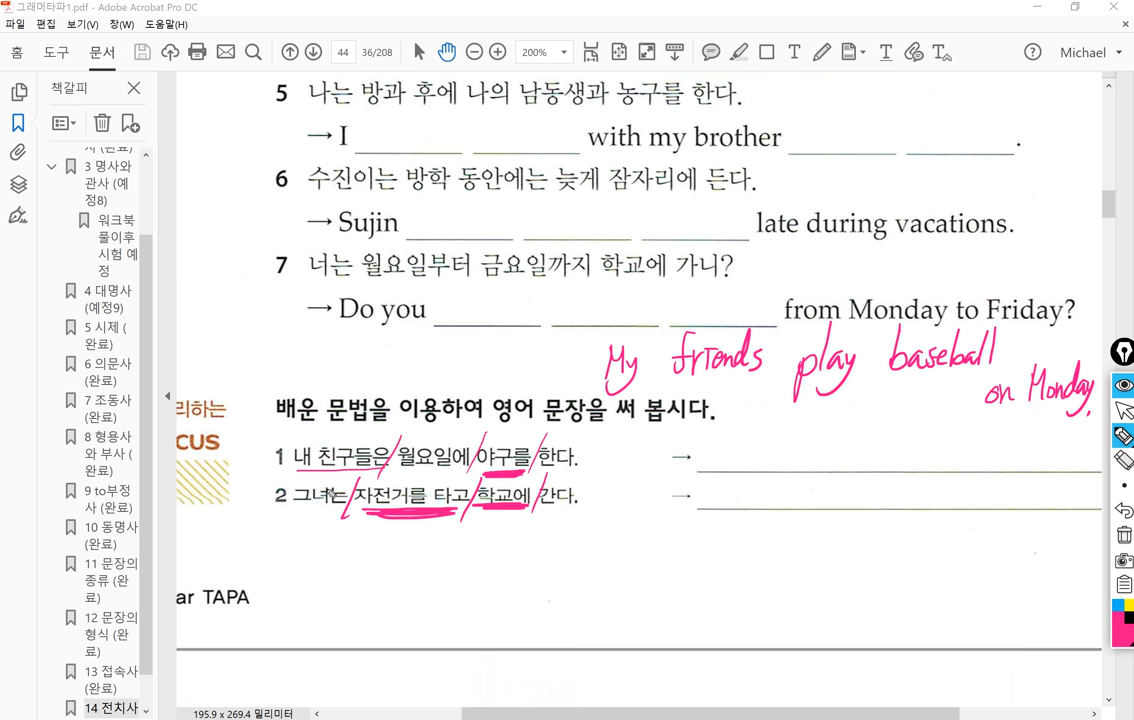 그래머타파1.pdf - Adobe Acrobat Pro DC
파일 편집 보기(V) 창(W) 도움말(H)
홈 도구 문서 44 36/208 200% Michael
책갈피
3 명사와
관사 (예
정8)
워크북
풀이후
시험 예
정
4 대명사
(예정9)
5 시제 (
완료)
6 의문사
(완료)
7 조동사
(완료)
8 형용사
와 부사 (
완료)
9 to부정
사 (완료)
10 동명사
(완료)
11 문장의
종류 (완
료)
12 문장의
형식 (완
료)
13 접속사
(완료)
14 전치사
5 나는 방과 후에 나의 남동생과 농구를 한다.
→ I with my brother .
6 수진이는 방학 동안에는 늦게 잠자리에 든다.
→ Sujin late during vacations.
7 너는 월요일부터 금요일까지 학교에 가니?
→ Do you from Monday to Friday?
My friends play baseball
on Monday.
리하는
CUS
배운 문법을 이용하여 영어 문장을 써 봅시다.
1 내 친구들은 월요일에 야구를 한다. →
2 그녀는 자전거를 타고 학교에 간다. →
ar TAPA
195.9 x 269.4 밀리미터